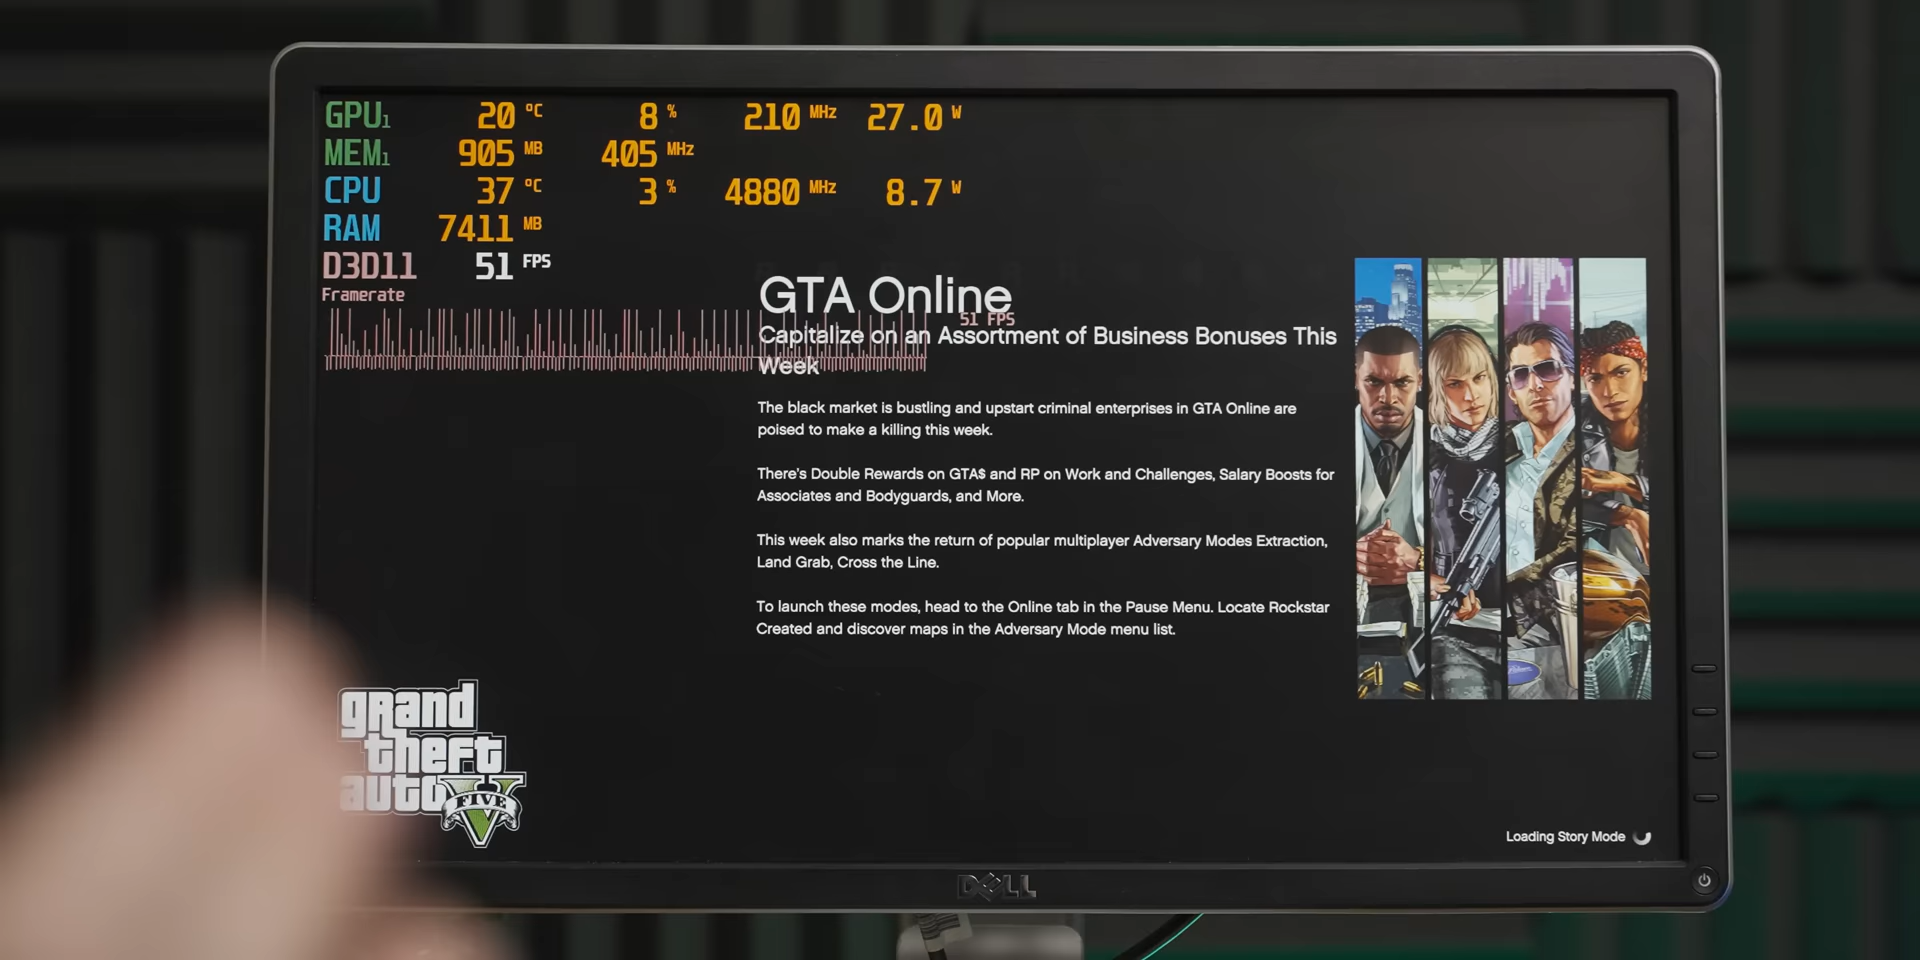 GPU1 20 °C 8 % 210 MHz 27.0 W
MEM1 905 MB 405 MHz
CPU 37 °C 3 % 4880 MHz 8.7 W
RAM 7411 MB
D3D11 51 FPS
Framerate
51 FPS
GTA Online
Capitalize on an Assortment of Business Bonuses This
Week
The black market is bustling and upstart criminal enterprises in GTA Online are
poised to make a killing this week.
There's Double Rewards on GTA$ and RP on Work and Challenges, Salary Boosts for
Associates and Bodyguards, and More.
This week also marks the return of popular multiplayer Adversary Modes Extraction,
Land Grab, Cross the Line.
To launch these modes, head to the Online tab in the Pause Menu. Locate Rockstar
Created and discover maps in the Adversary Mode menu list.
grand
theft
auto V
FIVE
Loading Story Mode
DELL